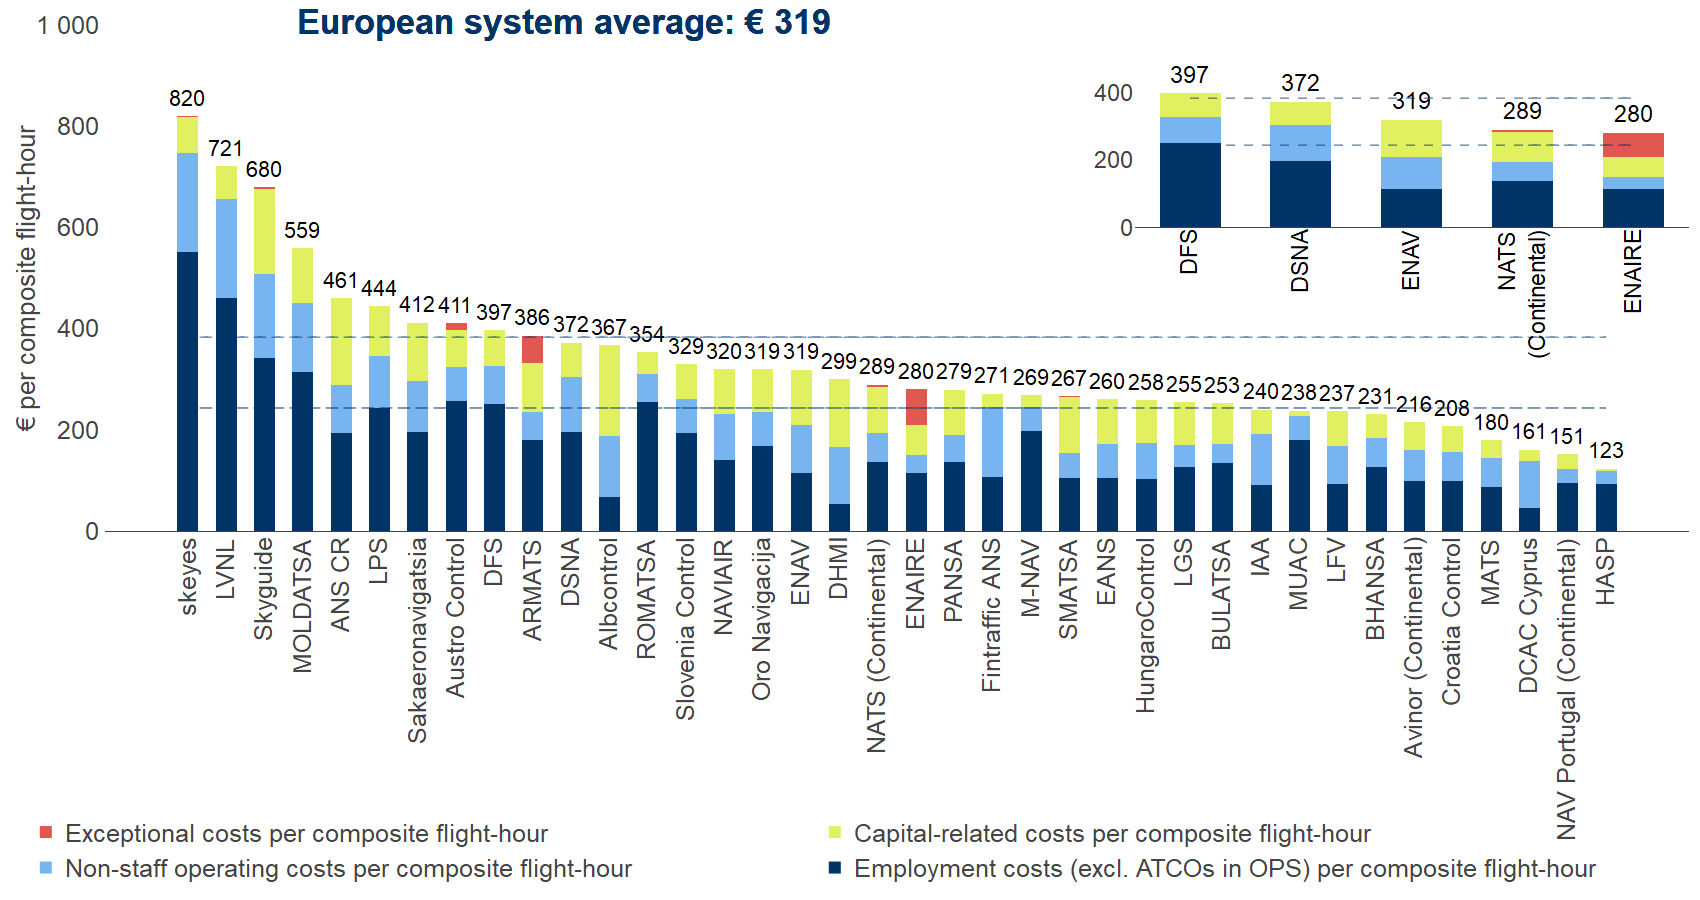 European system average: € 319
€ per composite flight-hour
1 000
800
600
400
200
0
820
721
680
559
461
444
412
411
397
386
372
367
354
329
320
319
319
299
289
280
279
271
269
267
260
258
255
253
240
238
237
231
216
208
180
161
151
123
skeyes
LVNL
Skyguide
MOLDATSA
ANS CR
LPS
Sakaeronavigatsia
Austro Control
DFS
ARMATS
DSNA
Albcontrol
ROMATSA
Slovenia Control
NAVIAIR
Oro Navigacija
ENAV
DHMI
NATS (Continental)
ENAIRE
PANSA
Fintraffic ANS
M-NAV
SMATSA
EANS
HungaroControl
LGS
BULATSA
IAA
MUAC
LFV
BHANSA
Avinor (Continental)
Croatia Control
MATS
DCAC Cyprus
NAV Portugal (Continental)
HASP
400
200
0
397
372
319
289
280
DFS
DSNA
ENAV
NATS
(Continental)
ENAIRE
Exceptional costs per composite flight-hour
Capital-related costs per composite flight-hour
Non-staff operating costs per composite flight-hour
Employment costs (excl. ATCOs in OPS) per composite flight-hour